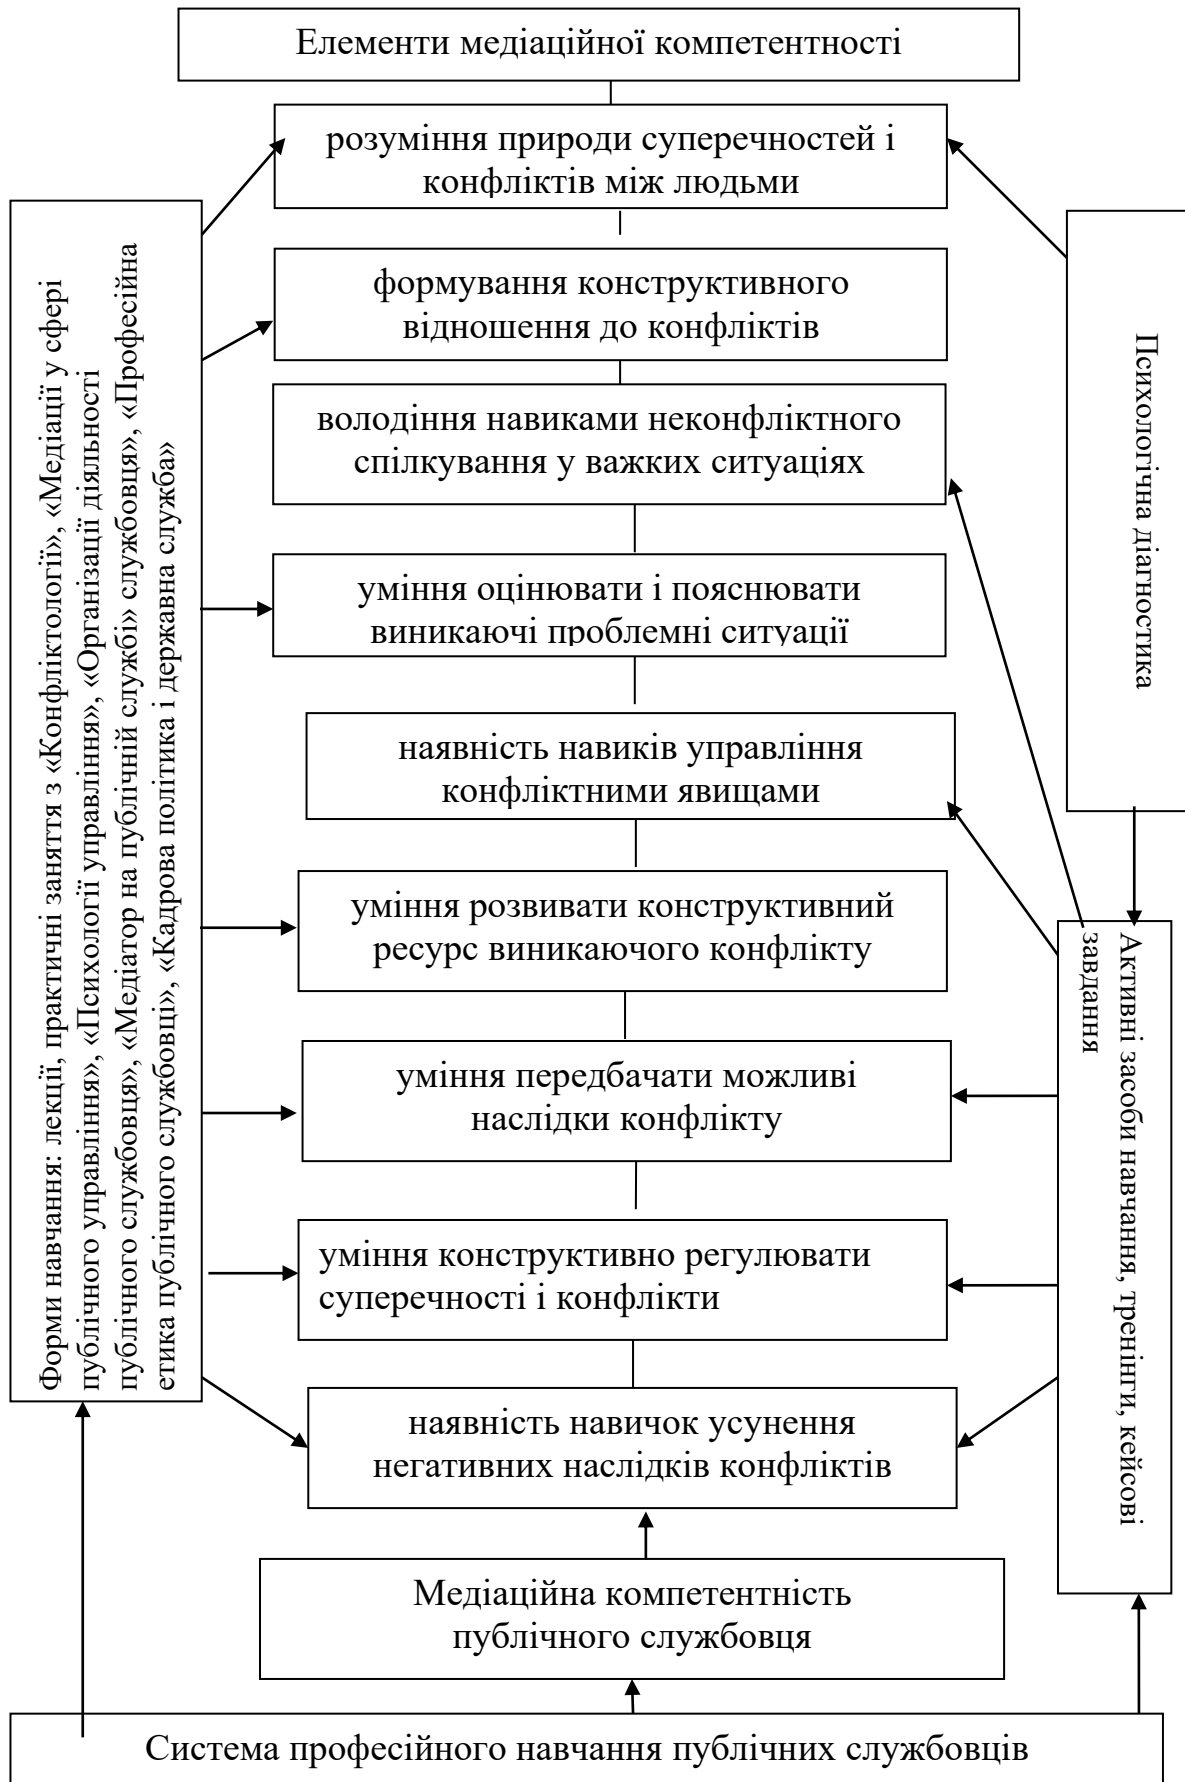 Елементи медіаційної компетентності
розуміння природи суперечностей і
конфліктів між людьми
формування конструктивного
відношення до конфліктів
володіння навиками неконфліктного
спілкування у важких ситуаціях
уміння оцінювати і пояснювати
виникаючі проблемні ситуації
наявність навиків управління
конфліктними явищами
уміння розвивати конструктивний
ресурс виникаючого конфлікту
уміння передбачати можливі
наслідки конфлікту
уміння конструктивно регулювати
суперечності і конфлікти
наявність навичок усунення
негативних наслідків конфліктів
Медіаційна компетентність
публічного службовця
Система професійного навчання публічних службовців
Форми навчання: лекції, практичні заняття з «Конфліктології», «Медіації у сфері
публічного управління», «Психології управління», «Організації діяльності
публічного службовця», «Медіатор на публічній службі» службовця», «Професійна
етика публічного службовці», «Кадрова політика і державна служба»
Психологічна діагностика
Активні засоби навчання, тренінги, кейсові
завдання